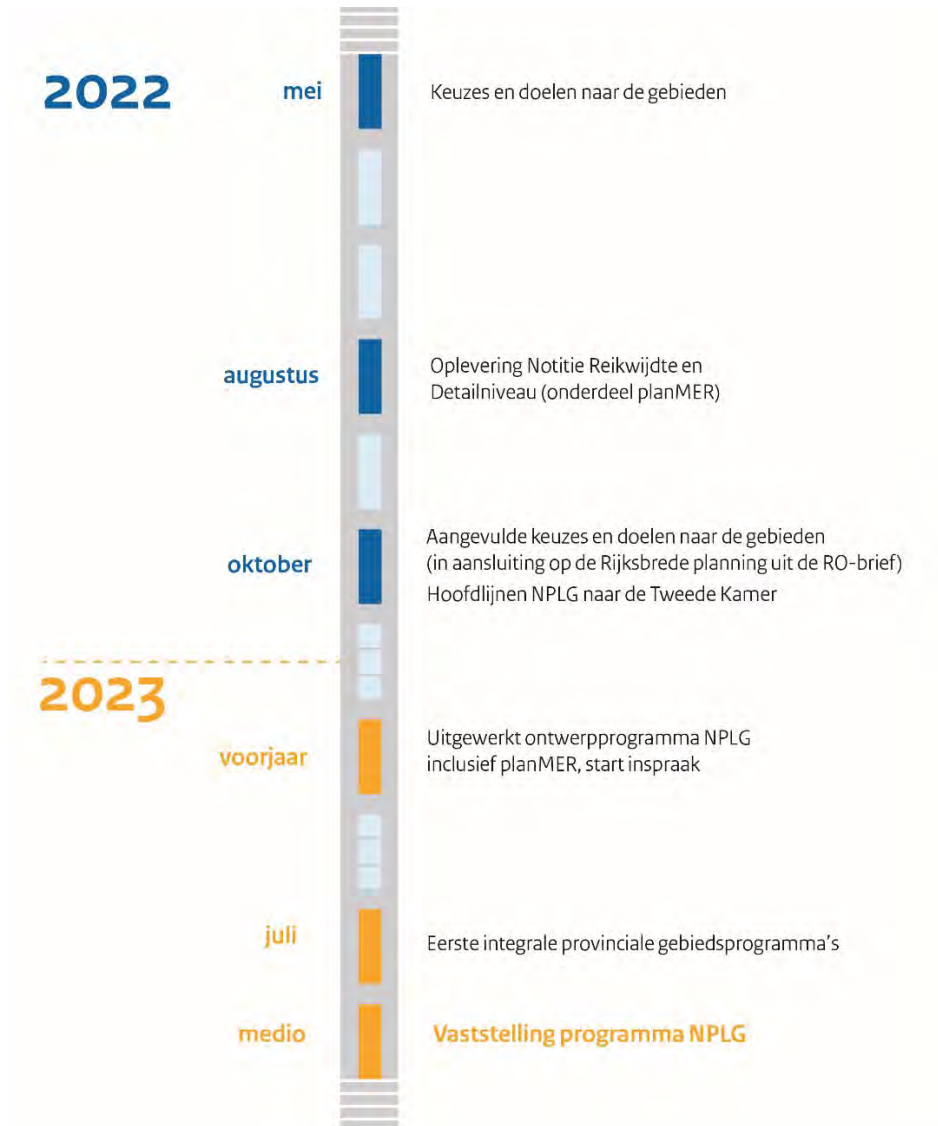 2022
mei
Keuzes en doelen naar de gebieden
augustus
Oplevering Notitie Reikwijdte en
Detailniveau (onderdeel planMER)
oktober
Aangevulde keuzes en doelen naar de gebieden
(in aansluiting op de Rijksbrede planning uit de RO-brief)
Hoofdlijnen NPLG naar de Tweede Kamer
2023
voorjaar
Uitgewerkt ontwerpprogramma NPLG
inclusief planMER, start inspraak
juli
Eerste integrale provinciale gebiedsprogramma's
medio
Vaststelling programma NPLG